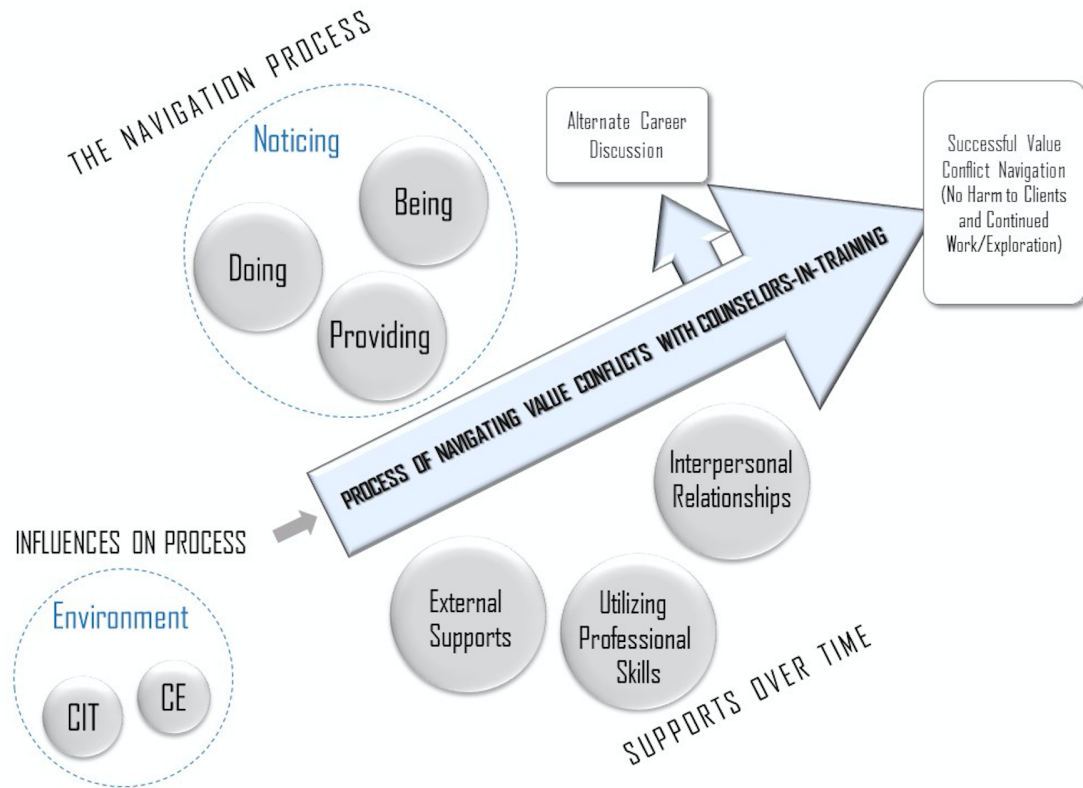 THE NAVIGATION PROCESS
Noticing
Being
Doing
Providing
Alternate Career
Discussion
Successful Value
Conflict Navigation
(No Harm to Clients
and Continued
Work/Exploration)
PROCESS OF NAVIGATING VALUE CONFLICTS WITH COUNSELORS-IN-TRAINING
INFLUENCES ON PROCESS
Environment
CIT
CE
Interpersonal
Relationships
External
Supports
Utilizing
Professional
Skills
SUPPORTS OVER TIME